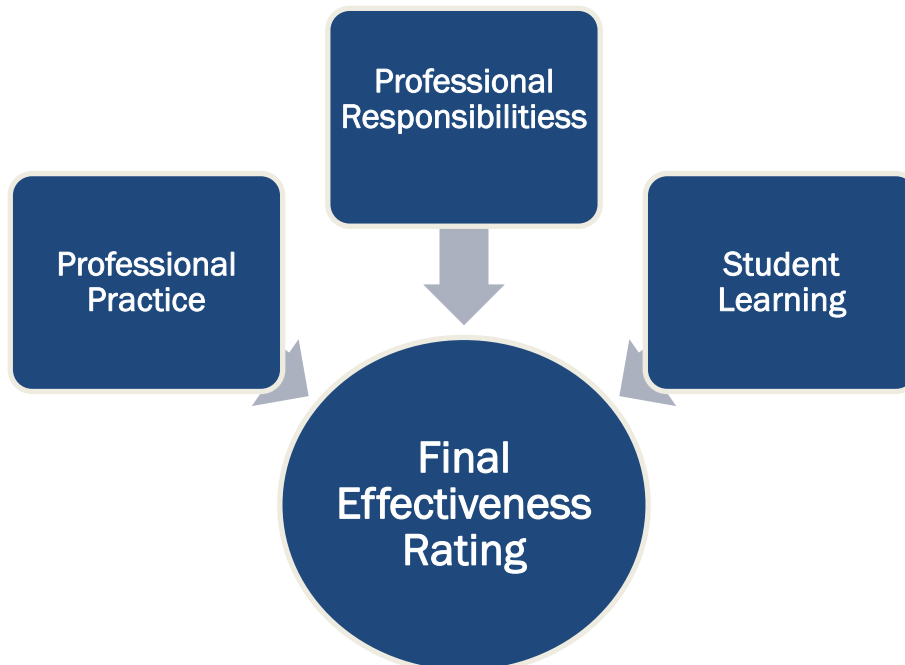 Professional
Responsibilitiess
Professional
Practice
Student
Learning
Final
Effectiveness
Rating